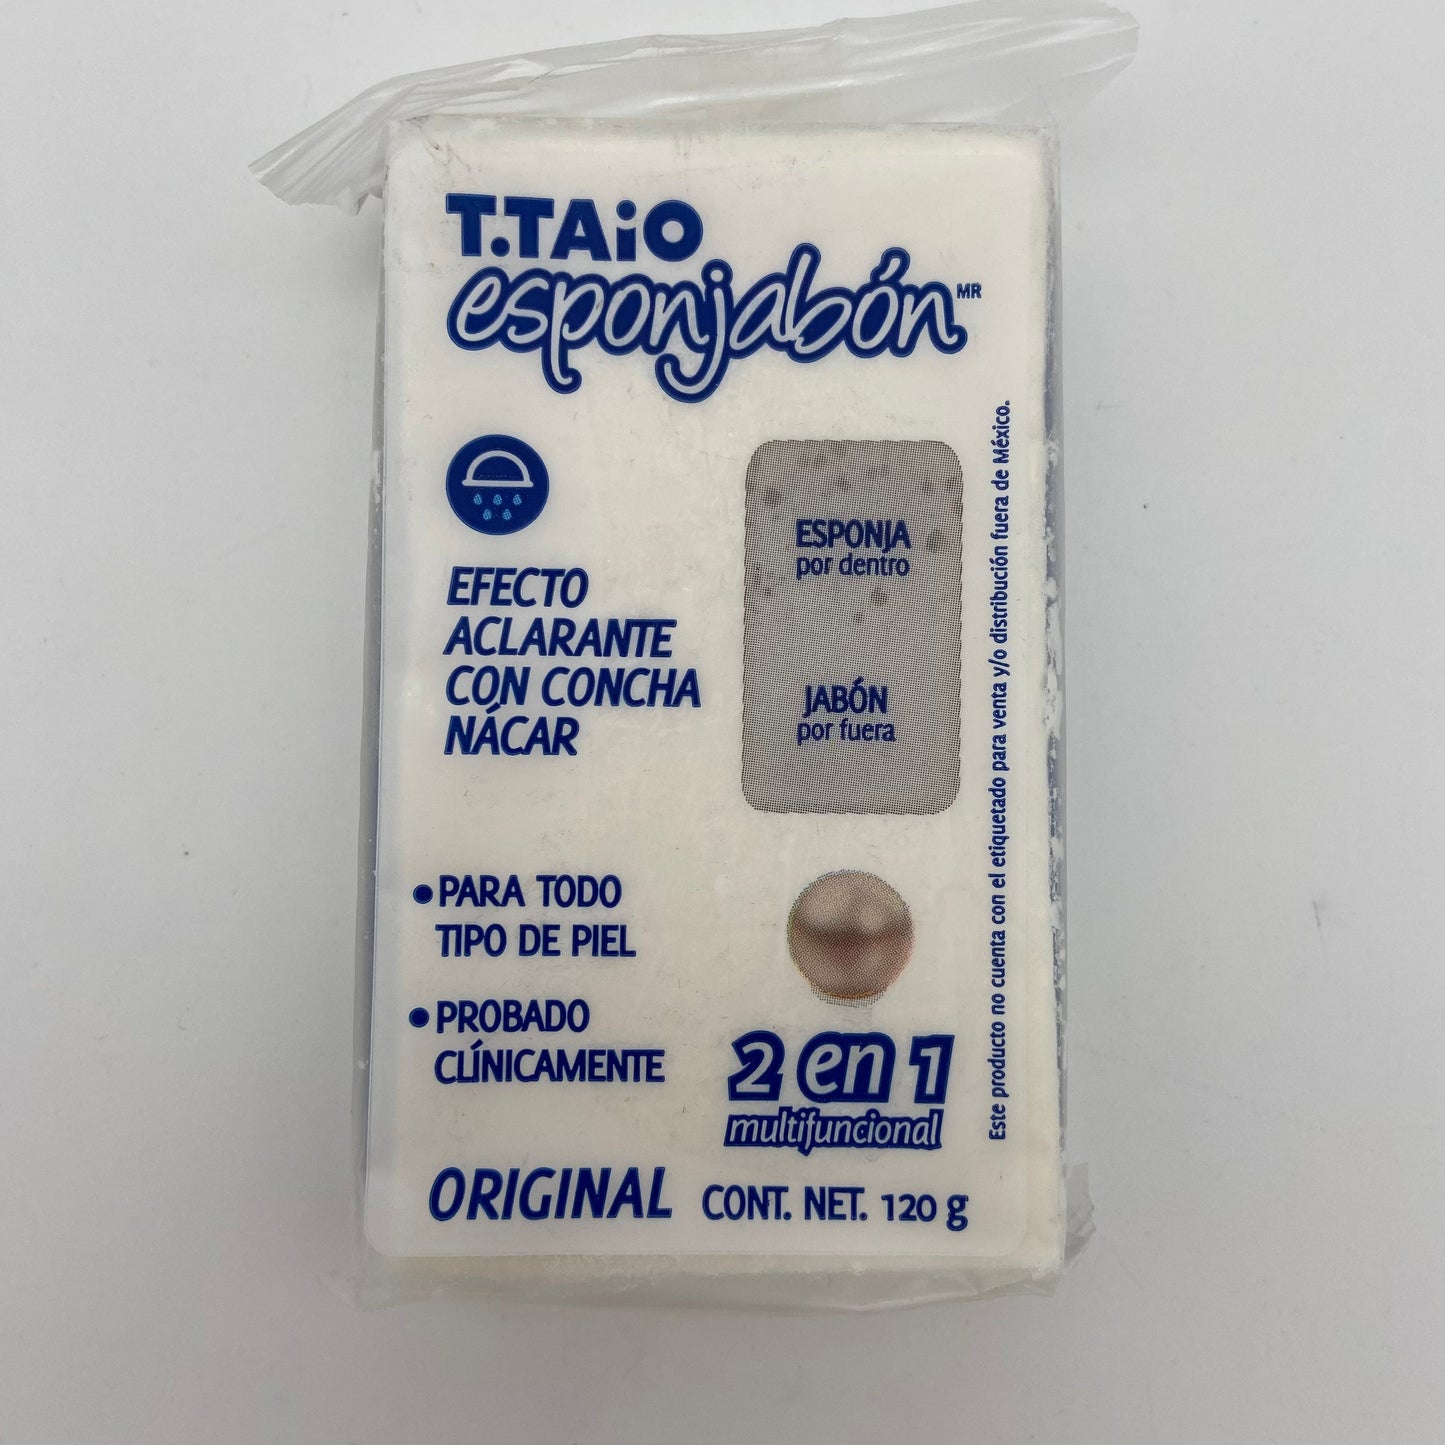 T.TAiO
esponjabón MR
EFECTO
ACLARANTE
CON CONCHA
NÁCAR
ESPONJA
por dentro
JABÓN
por fuera
• PARA TODO
TIPO DE PIEL
• PROBADO
CLÍNICAMENTE
2 en 1
multifuncional
ORIGINAL CONT. NET. 120 g
Este producto no cuenta con el etiquetado para venta y/o distribución fuera de México.